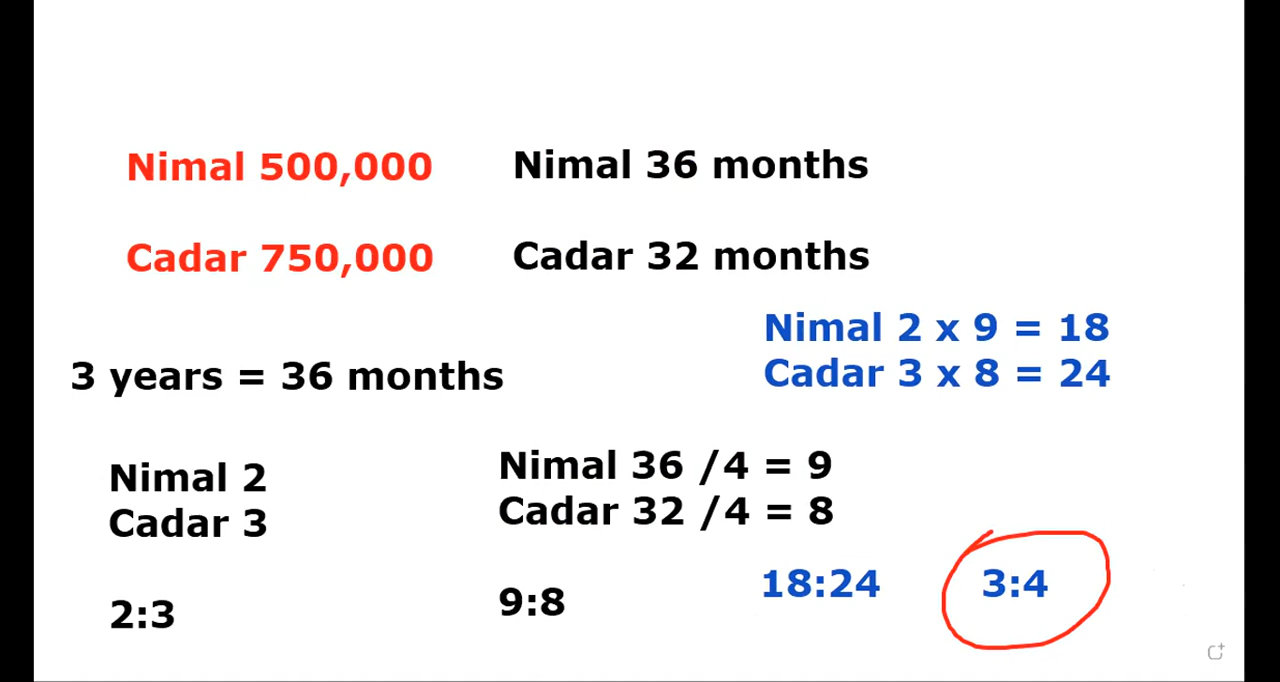 Nimal 500,000
Nimal 36 months
Cadar 750,000
Cadar 32 months
Nimal 2 x 9 = 18
Cadar 3 x 8 = 24
3 years = 36 months
Nimal 2
Cadar 3
Nimal 36 /4 = 9
Cadar 32 /4 = 8
2:3
9:8
18:24
3:4